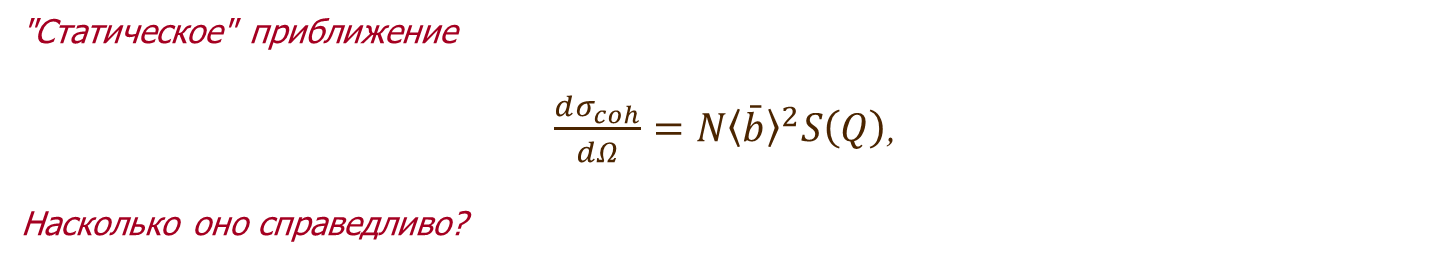 "Статическое" приближение
dσ_coh/dΩ = N⟨b̄⟩²S(Q),
Насколько оно справедливо?